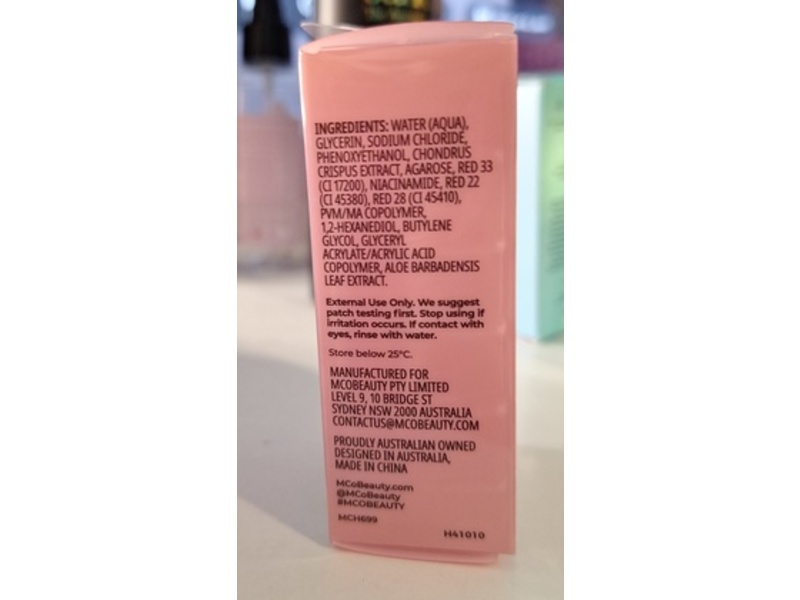 INGREDIENTS: WATER (AQUA),
GLYCERIN, SODIUM CHLORIDE,
PHENOXYETHANOL, CHONDRUS
CRISPUS EXTRACT, AGAROSE, RED 33
(CI 17200), NIACINAMIDE, RED 22
(CI 45380), RED 28 (CI 45410),
PVM/MA COPOLYMER,
1,2-HEXANEDIOL, BUTYLENE
GLYCOL, GLYCERYL
ACRYLATE/ACRYLIC ACID
COPOLYMER, ALOE BARBADENSIS
LEAF EXTRACT.
External Use Only. We suggest
patch testing first. Stop using if
irritation occurs. If contact with
eyes, rinse with water.
Store below 25°C.
MANUFACTURED FOR
MCOBEAUTY PTY LIMITED
LEVEL 9, 10 BRIDGE ST
SYDNEY NSW 2000 AUSTRALIA
CONTACTUS@MCOBEAUTY.COM
PROUDLY AUSTRALIAN OWNED
DESIGNED IN AUSTRALIA,
MADE IN CHINA
MCoBeauty.com
@MCoBeauty
#MCOBEAUTY
MCH699
H41010